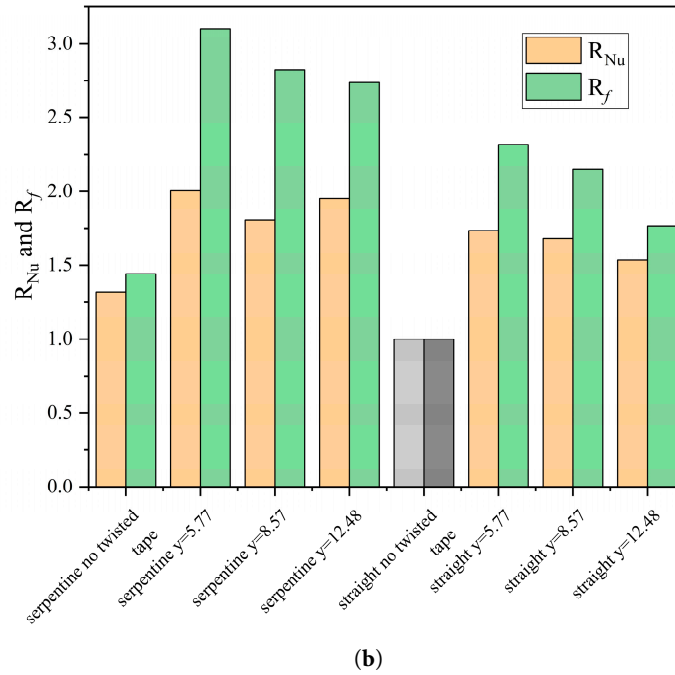 R_Nu and R_f
3.0
2.5
2.0
1.5
1.0
0.5
0.0
R_Nu
R_f
serpentine no twisted
tape
serpentine y=5.77
serpentine y=8.57
serpentine y=12.48
straight no twisted
tape
straight y=5.77
straight y=8.57
straight y=12.48
(b)